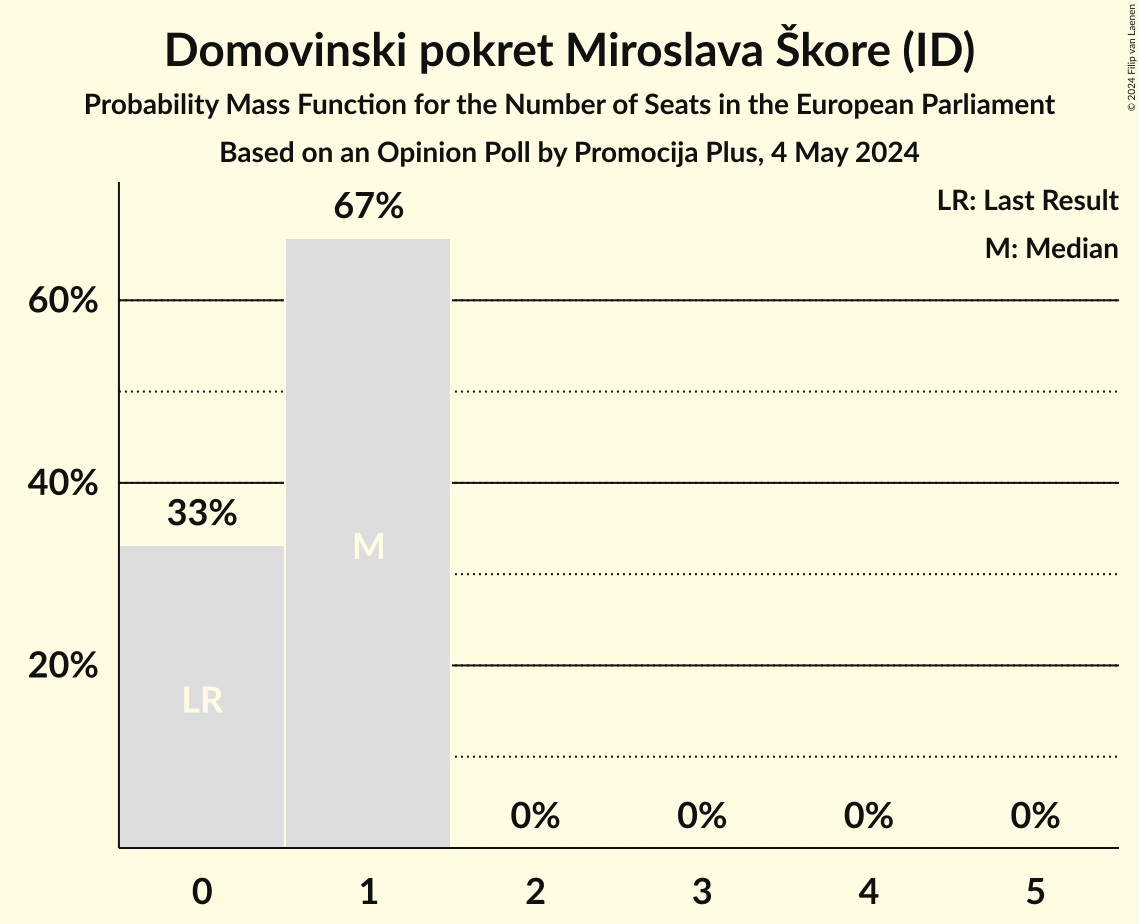 Domovinski pokret Miroslava Škore (ID)
Probability Mass Function for the Number of Seats in the European Parliament
Based on an Opinion Poll by Promocija Plus, 4 May 2024
© 2024 Filip van Laenen
LR: Last Result
M: Median
67%
60%
40%
33%
M
20%
LR
0% 0% 0% 0%
0 1 2 3 4 5